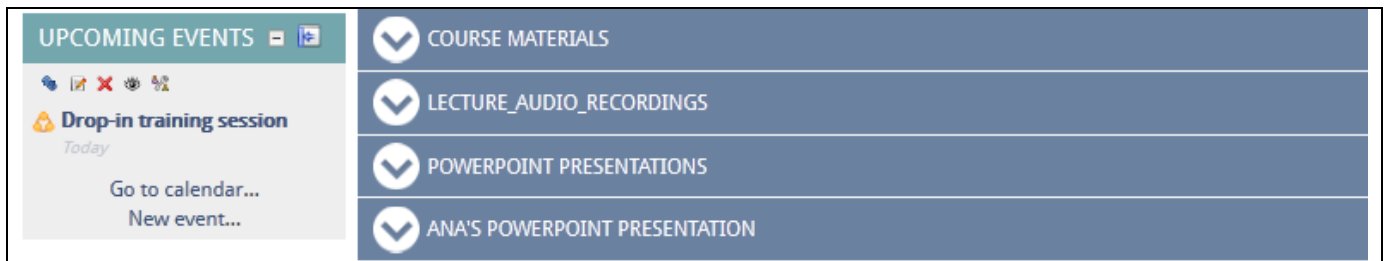 UPCOMING EVENTS
Drop-in training session
Today
Go to calendar...
New event...
COURSE MATERIALS
LECTURE_AUDIO_RECORDINGS
POWERPOINT PRESENTATIONS
ANA'S POWERPOINT PRESENTATION